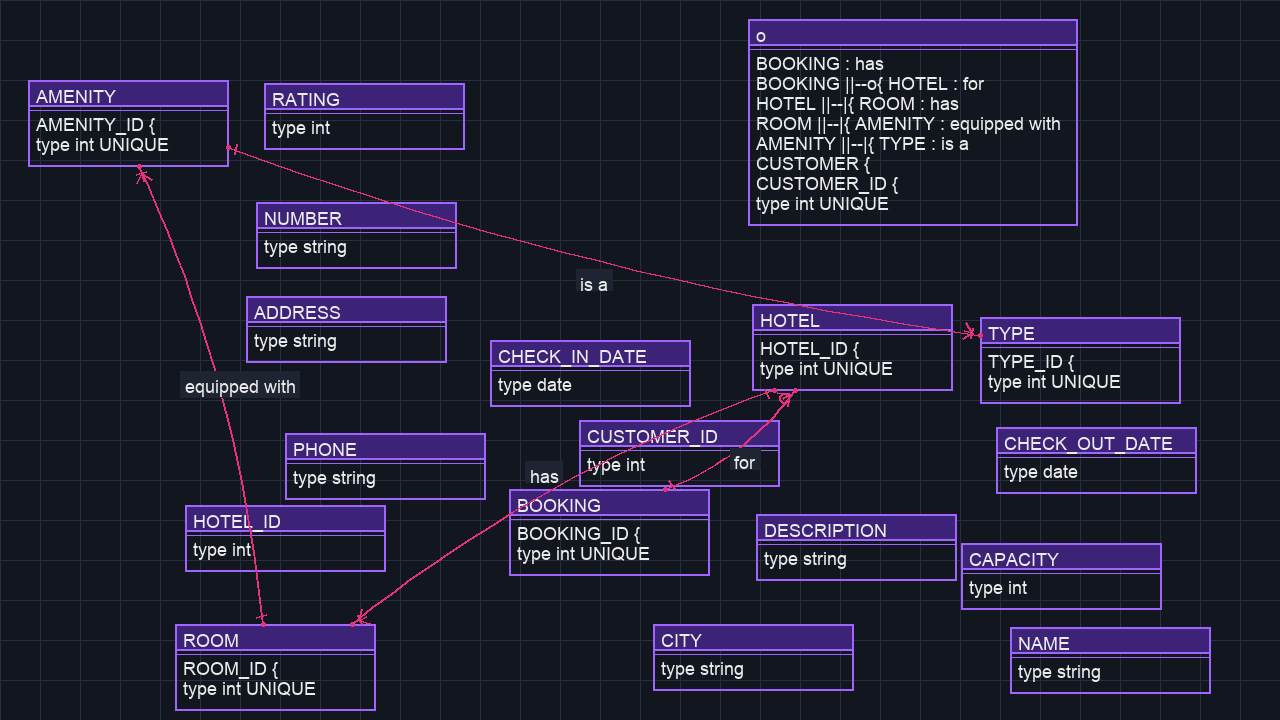 o
BOOKING : has
BOOKING ||--o{ HOTEL : for
HOTEL ||--|{ ROOM : has
ROOM ||--|{ AMENITY : equipped with
AMENITY ||--|{ TYPE : is a
CUSTOMER {
CUSTOMER_ID {
type int UNIQUE
AMENITY
AMENITY_ID {
type int UNIQUE
RATING
type int
NUMBER
type string
is a
ADDRESS
type string
HOTEL
HOTEL_ID {
type int UNIQUE
TYPE
TYPE_ID {
type int UNIQUE
CHECK_IN_DATE
type date
equipped with
CUSTOMER_ID
type int
CHECK_OUT_DATE
type date
PHONE
type string
for
has
BOOKING
BOOKING_ID {
type int UNIQUE
HOTEL_ID
type int
DESCRIPTION
type string
CAPACITY
type int
ROOM
ROOM_ID {
type int UNIQUE
CITY
type string
NAME
type string